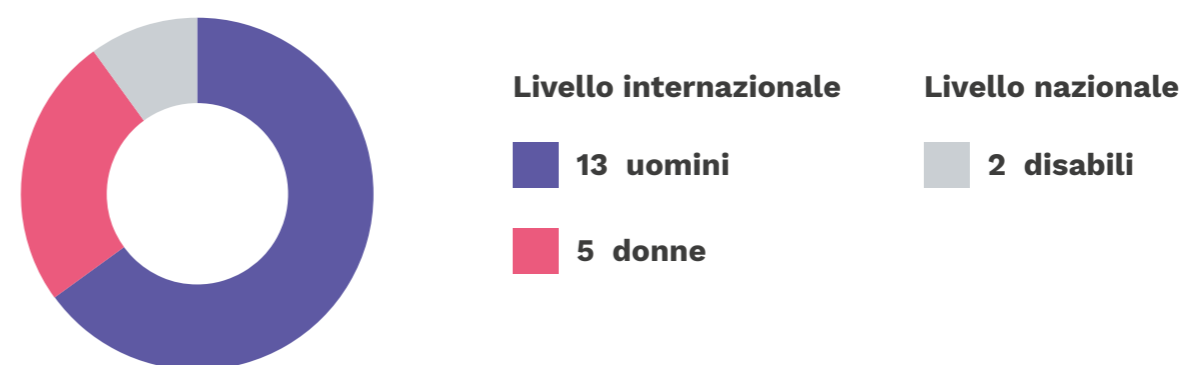 Livello internazionale
13 uomini
5 donne
Livello nazionale
2 disabili